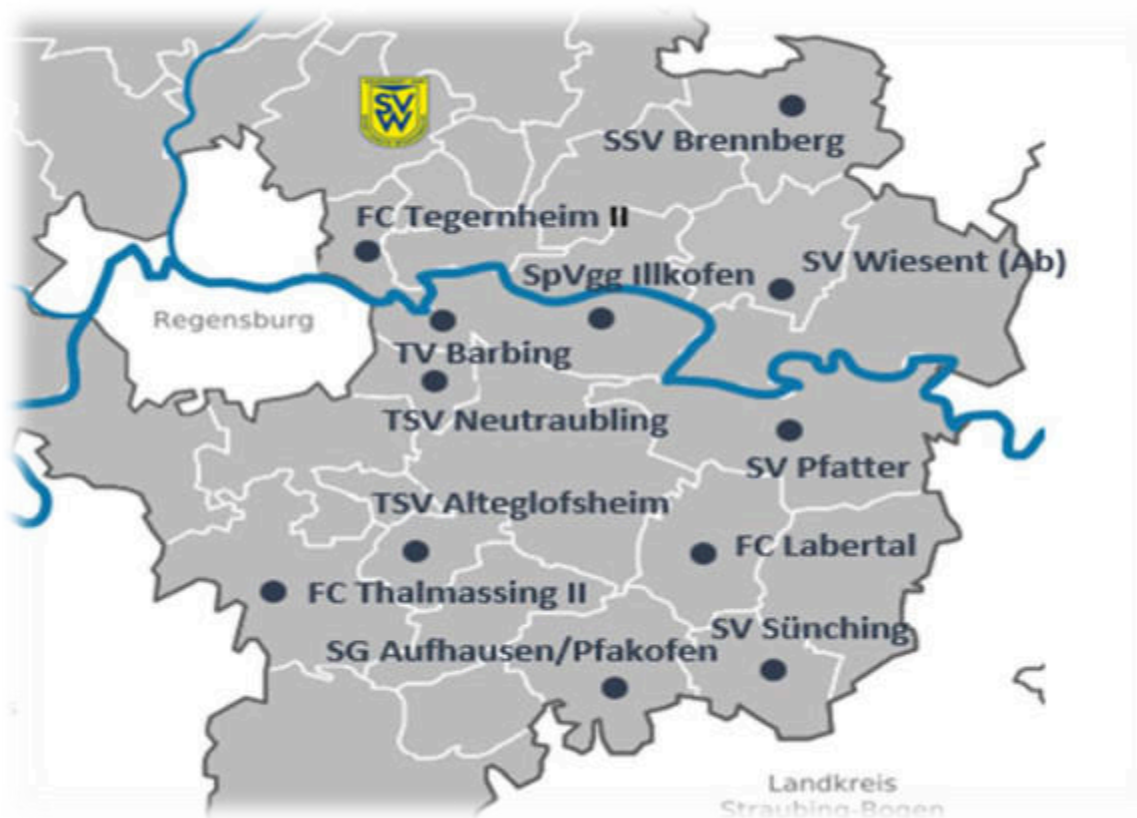 SV
W
SSV Brennberg
FC Tegernheim II
SV Wiesent (Ab)
SpVgg Illkofen
Regensburg
TV Barbing
TSV Neutraubling
SV Pfatter
TSV Alteglofsheim
FC Labertal
FC Thalmassing II
SV Sünching
SG Aufhausen/Pfakofen
Landkreis
Straubing-Bogen